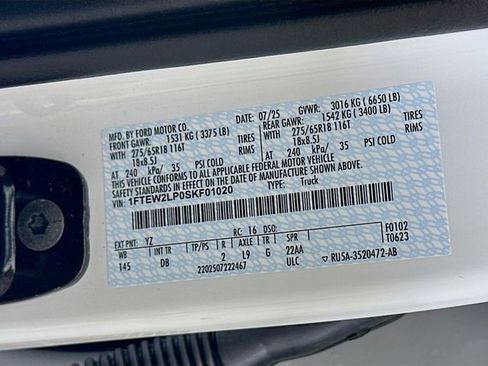 MFD. BY FORD MOTOR CO.
07/25 GVWR: 3016 KG ( 6650 LB)
FRONT GAWR: 1531 KG ( 3375 LB) REAR GAWR: 1542 KG ( 3400 LB)
WITH 275/65R18 116T TIRES WITH 275/65R18 116T TIRES
18x8.5J RIMS 18x8.5J RIMS
AT 240 kPa/ 35 PSI COLD AT 240 kPa/ 35 PSI COLD
THIS VEHICLE CONFORMS TO ALL APPLICABLE FEDERAL MOTOR VEHICLE
SAFETY STANDARDS IN EFFECT ON THE DATE OF MANUFACTURE SHOWN ABOVE.
VIN: 1FTEW2LP0SKF01020 TYPE: Truck
F0102
T0623
EXT PNT: YZ RC: 16 DSO:
WB INT TR TP/PS R AXLE TR SPR
145 DB 2 L9 G 22AA
2202507222467 ULC
▽ RU5A-3520472-AB